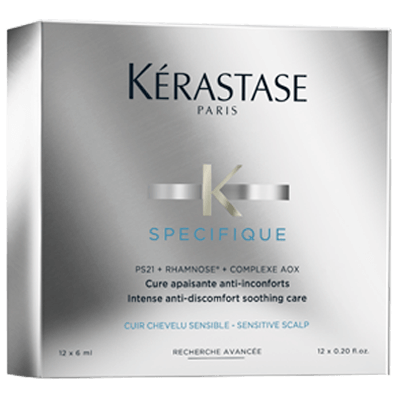 KÉRASTASE
PARIS
K
SPECIFIQUE
PS21 + RHAMNOSE® + COMPLEXE AOX
Cure apaisante anti-inconforts
Intense anti-discomfort soothing care
CUIR CHEVELU SENSIBLE - SENSITIVE SCALP
12 x 6 ml
RECHERCHE AVANCÉE
12 x 0.20 fl.oz.